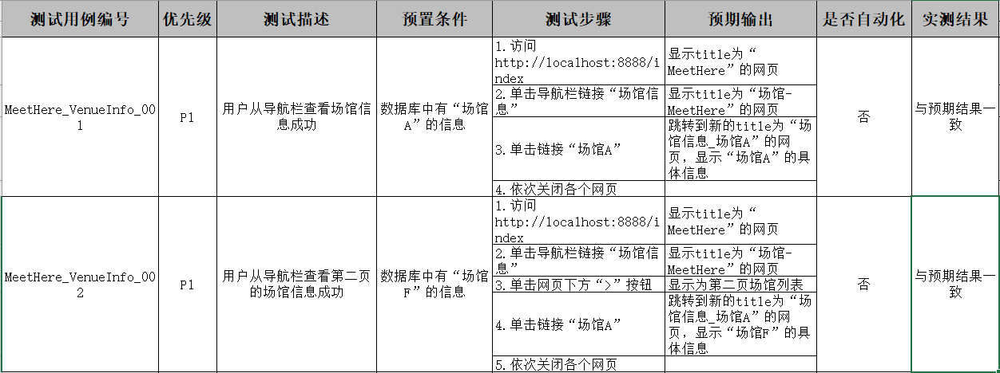 测试用例编号 优先级 测试描述 预置条件 测试步骤 预期输出 是否自动化 实测结果
MeetHere_VenueInfo_00
1
P1
用户从导航栏查看场馆信
息成功
数据库中有“场馆
A”的信息
1.访问
http://localhost:8888/i
ndex
显示title为“
MeetHere”的网页
2.单击导航栏链接“场馆信
息”
显示title为“场馆-
MeetHere”的网页
3.单击链接“场馆A”
跳转到新的title为“场
馆信息_场馆A”的网
页，显示“场馆A”的具
体信息
4.依次关闭各个网页
否
与预期结果一
致
MeetHere_VenueInfo_00
2
P1
用户从导航栏查看第二页
的场馆信息成功
数据库中有“场馆
F”的信息
1.访问
http://localhost:8888/i
ndex
显示title为“
MeetHere”的网页
2.单击导航栏链接“场馆信
息”
显示title为“场馆-
MeetHere”的网页
3.单击网页下方“>”按钮
显示为第二页场馆列表
4.单击链接“场馆A”
跳转到新的title为“场
馆信息_场馆A”的网
页，显示“场馆F”的具
体信息
5.依次关闭各个网页
否
与预期结果一
致